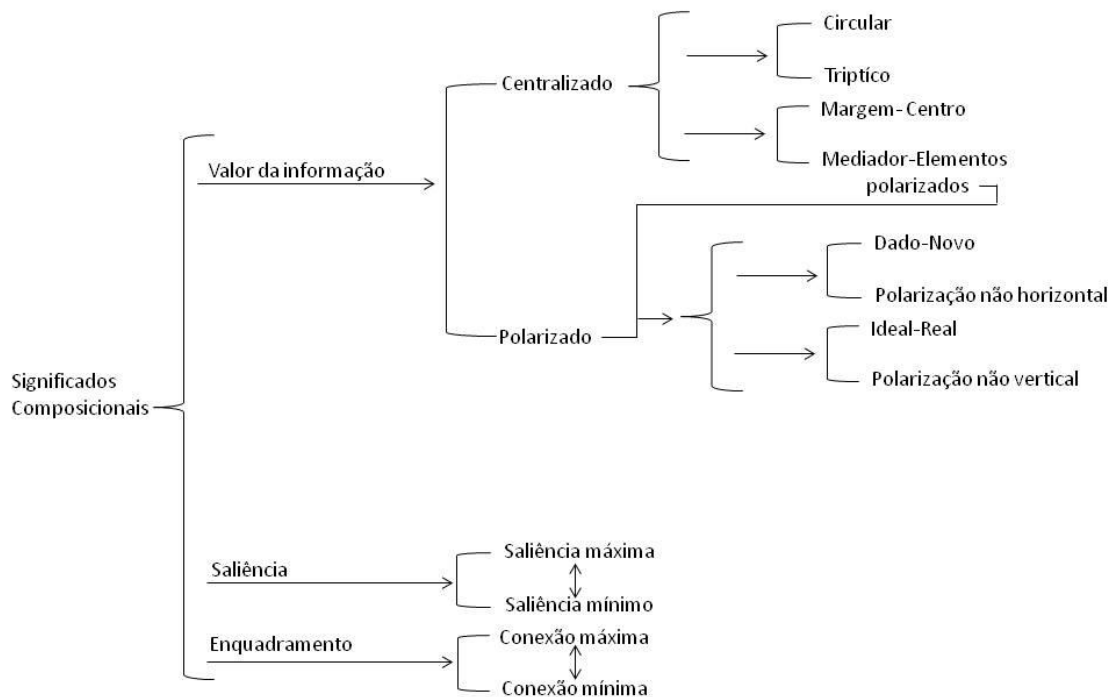 Circular
Triptíco
Centralizado
Margem-Centro
Mediador-Elementos
polarizados
Valor da informação
Dado-Novo
Polarização não horizontal
Polarizado
Ideal-Real
Polarização não vertical
Significados
Composicionais
Saliência máxima
Saliência
Saliência mínimo
Conexão máxima
Enquadramento
Conexão mínima